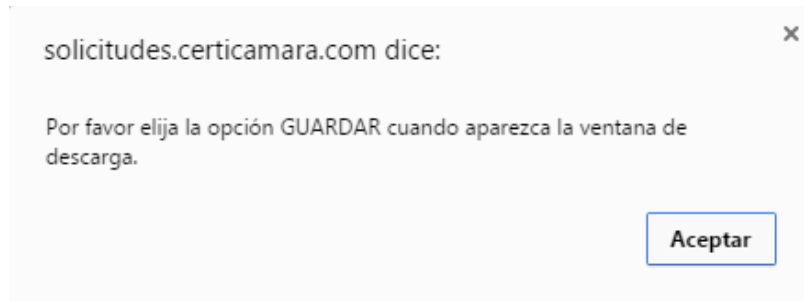 solicitudes.certicamara.com dice:
Por favor elija la opción GUARDAR cuando aparezca la ventana de
descarga.
Aceptar